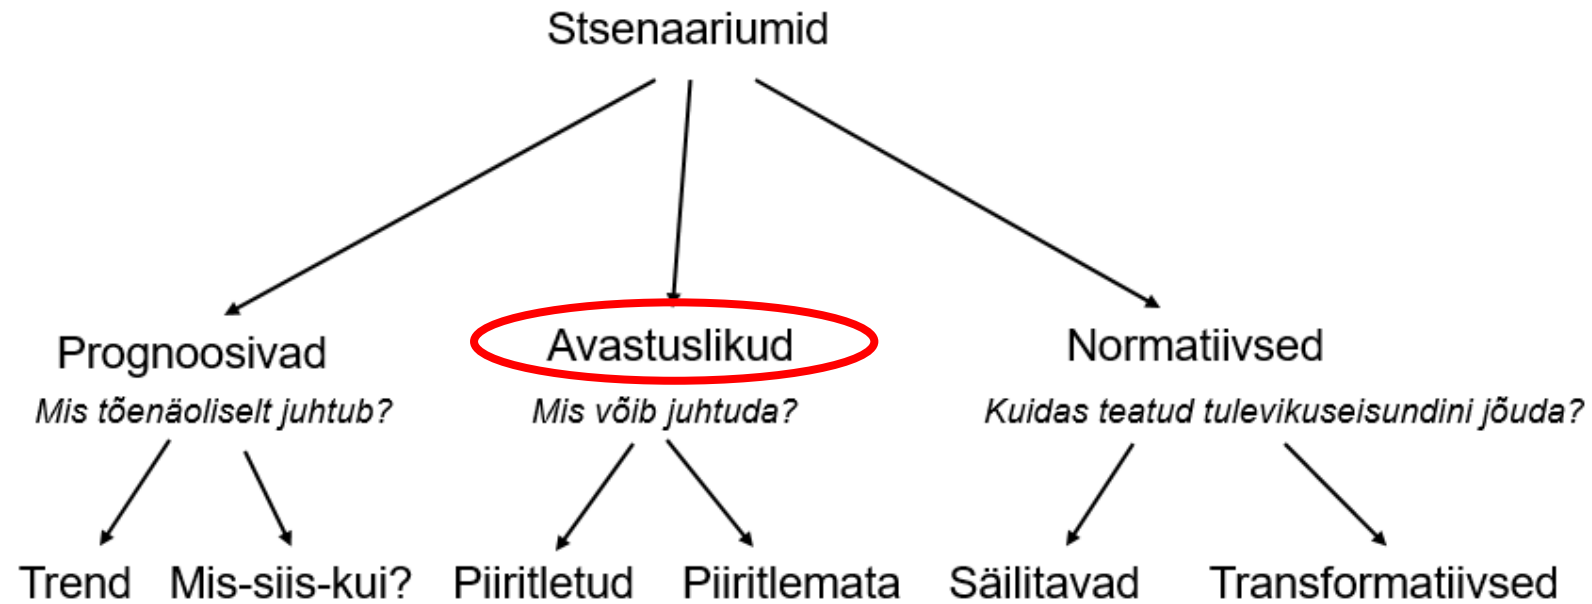 Stsenaariumid
Prognoosivad
Avastuslikud
Normatiivsed
Mis tõenäoliselt juhtub?
Mis võib juhtuda?
Kuidas teatud tulevikuseisundini jõuda?
Trend
Mis-siis-kui?
Piiritletud
Piiritlemata
Säilitavad
Transformatiivsed